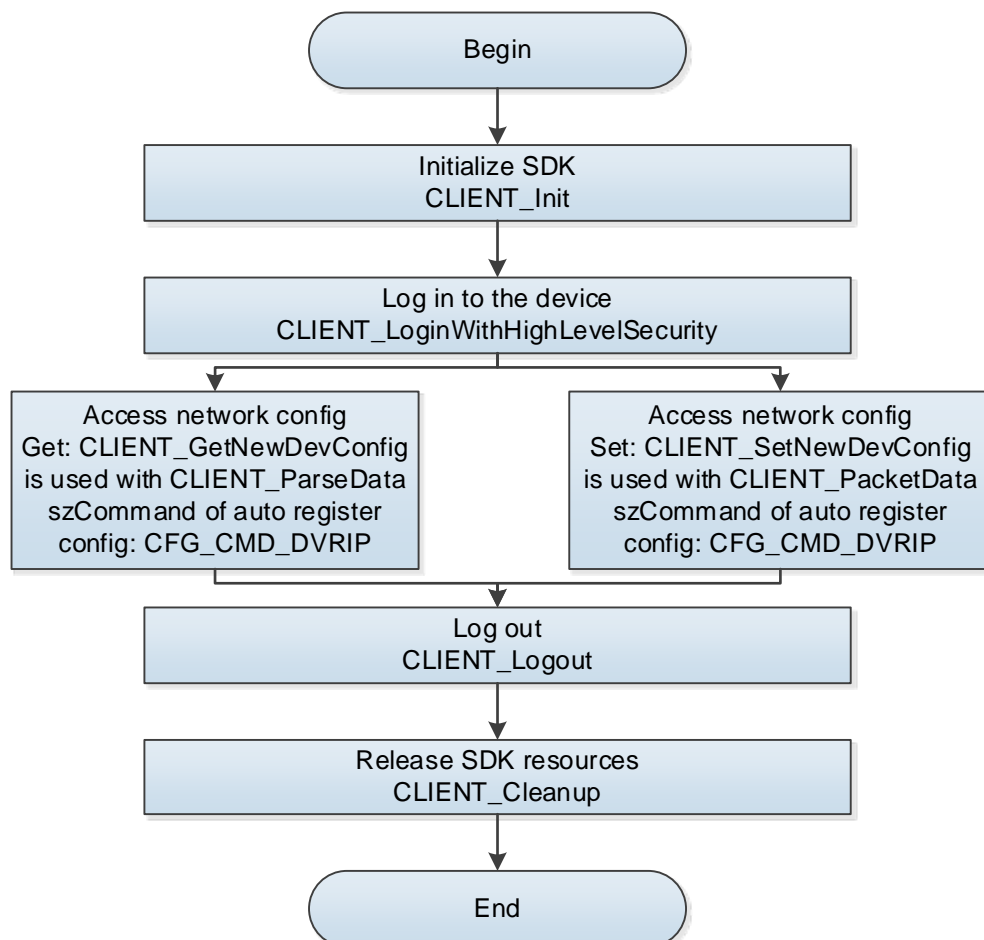 Begin
Initialize SDK
CLIENT_Init
Log in to the device
CLIENT_LoginWithHighLevelSecurity
Access network config
Get: CLIENT_GetNewDevConfig
is used with CLIENT_ParseData
szCommand of auto register
config: CFG_CMD_DVRIP
Access network config
Set: CLIENT_SetNewDevConfig
is used with CLIENT_PacketData
szCommand of auto register
config: CFG_CMD_DVRIP
Log out
CLIENT_Logout
Release SDK resources
CLIENT_Cleanup
End